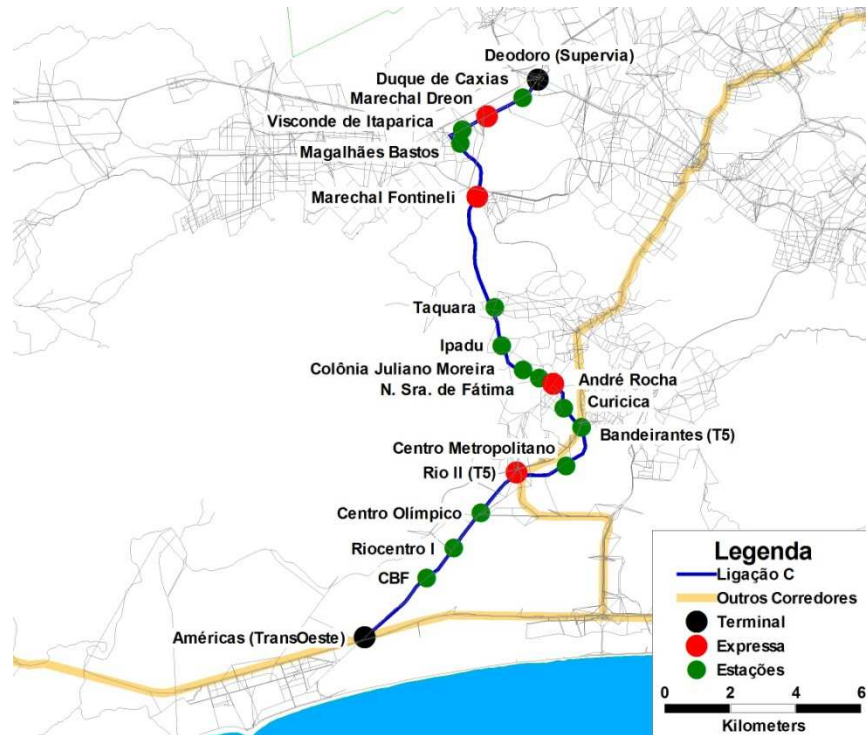 Deodoro (Supervia)
Duque de Caxias
Marechal Dreon
Visconde de Itaparica
Magalhães Bastos
Marechal Fontineli
Taquara
Ipadu
Colônia Juliano Moreira
N. Sra. de Fátima
André Rocha
Curicica
Bandeirantes (T5)
Centro Metropolitano
Rio II (T5)
Centro Olímpico
Riocentro I
CBF
Américas (TransOeste)
Legenda
Ligação C
Outros Corredores
Terminal
Expressa
Estações
0 2 4 6
Kilometers